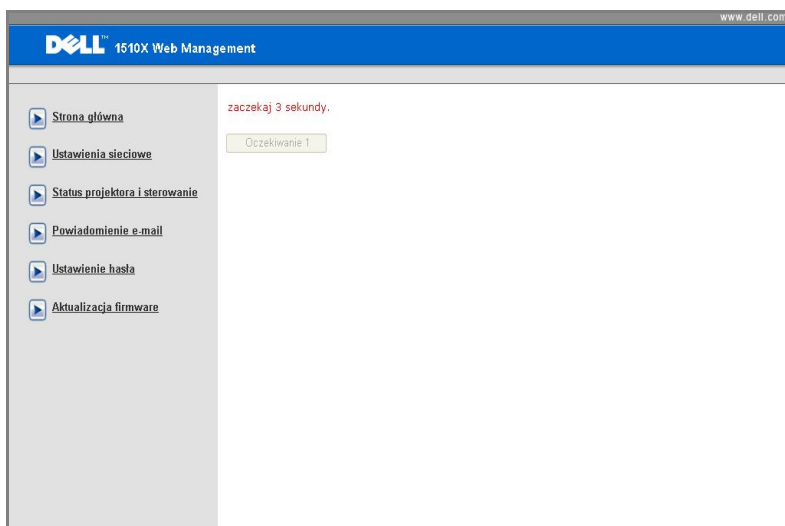 www.dell.com
DELL™ 1510X Web Management
Strona główna
Ustawienia sieciowe
Status projektora i sterowanie
Powiadomienie e-mail
Ustawienie hasła
Aktualizacja firmware
zaczekaj 3 sekundy.
Oczekiwanie 1